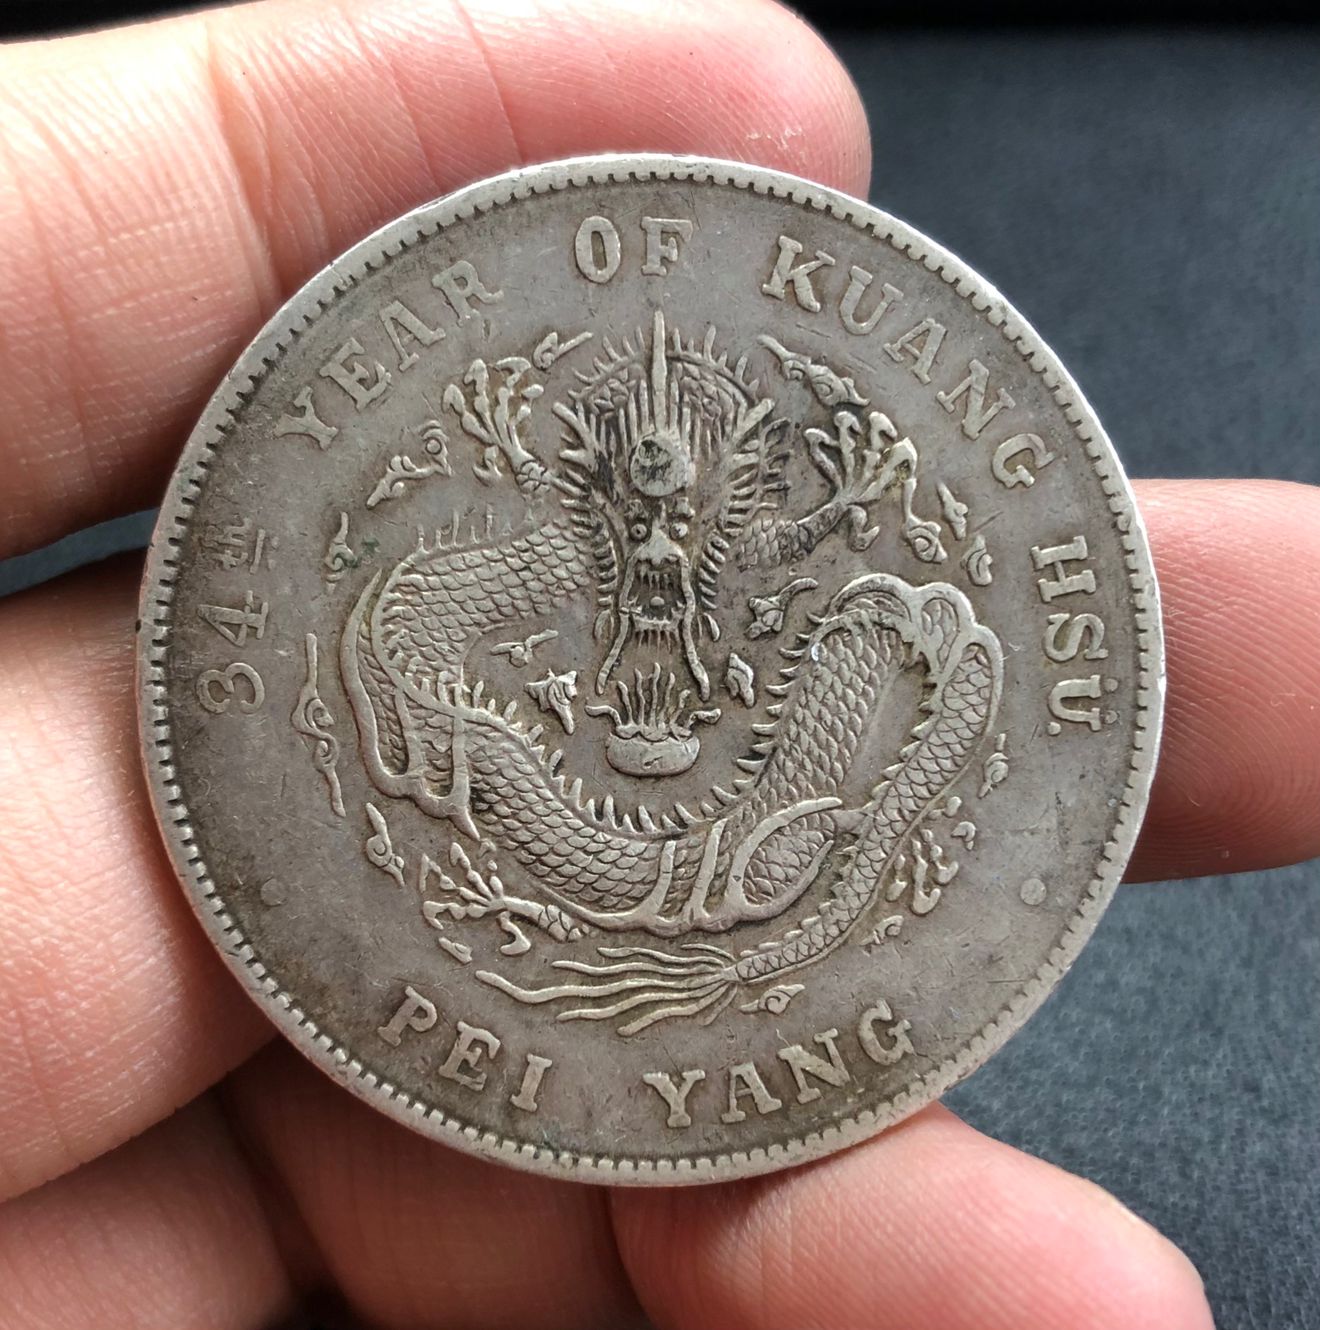 34th YEAR OF KUANG HSÜ
PEI YANG